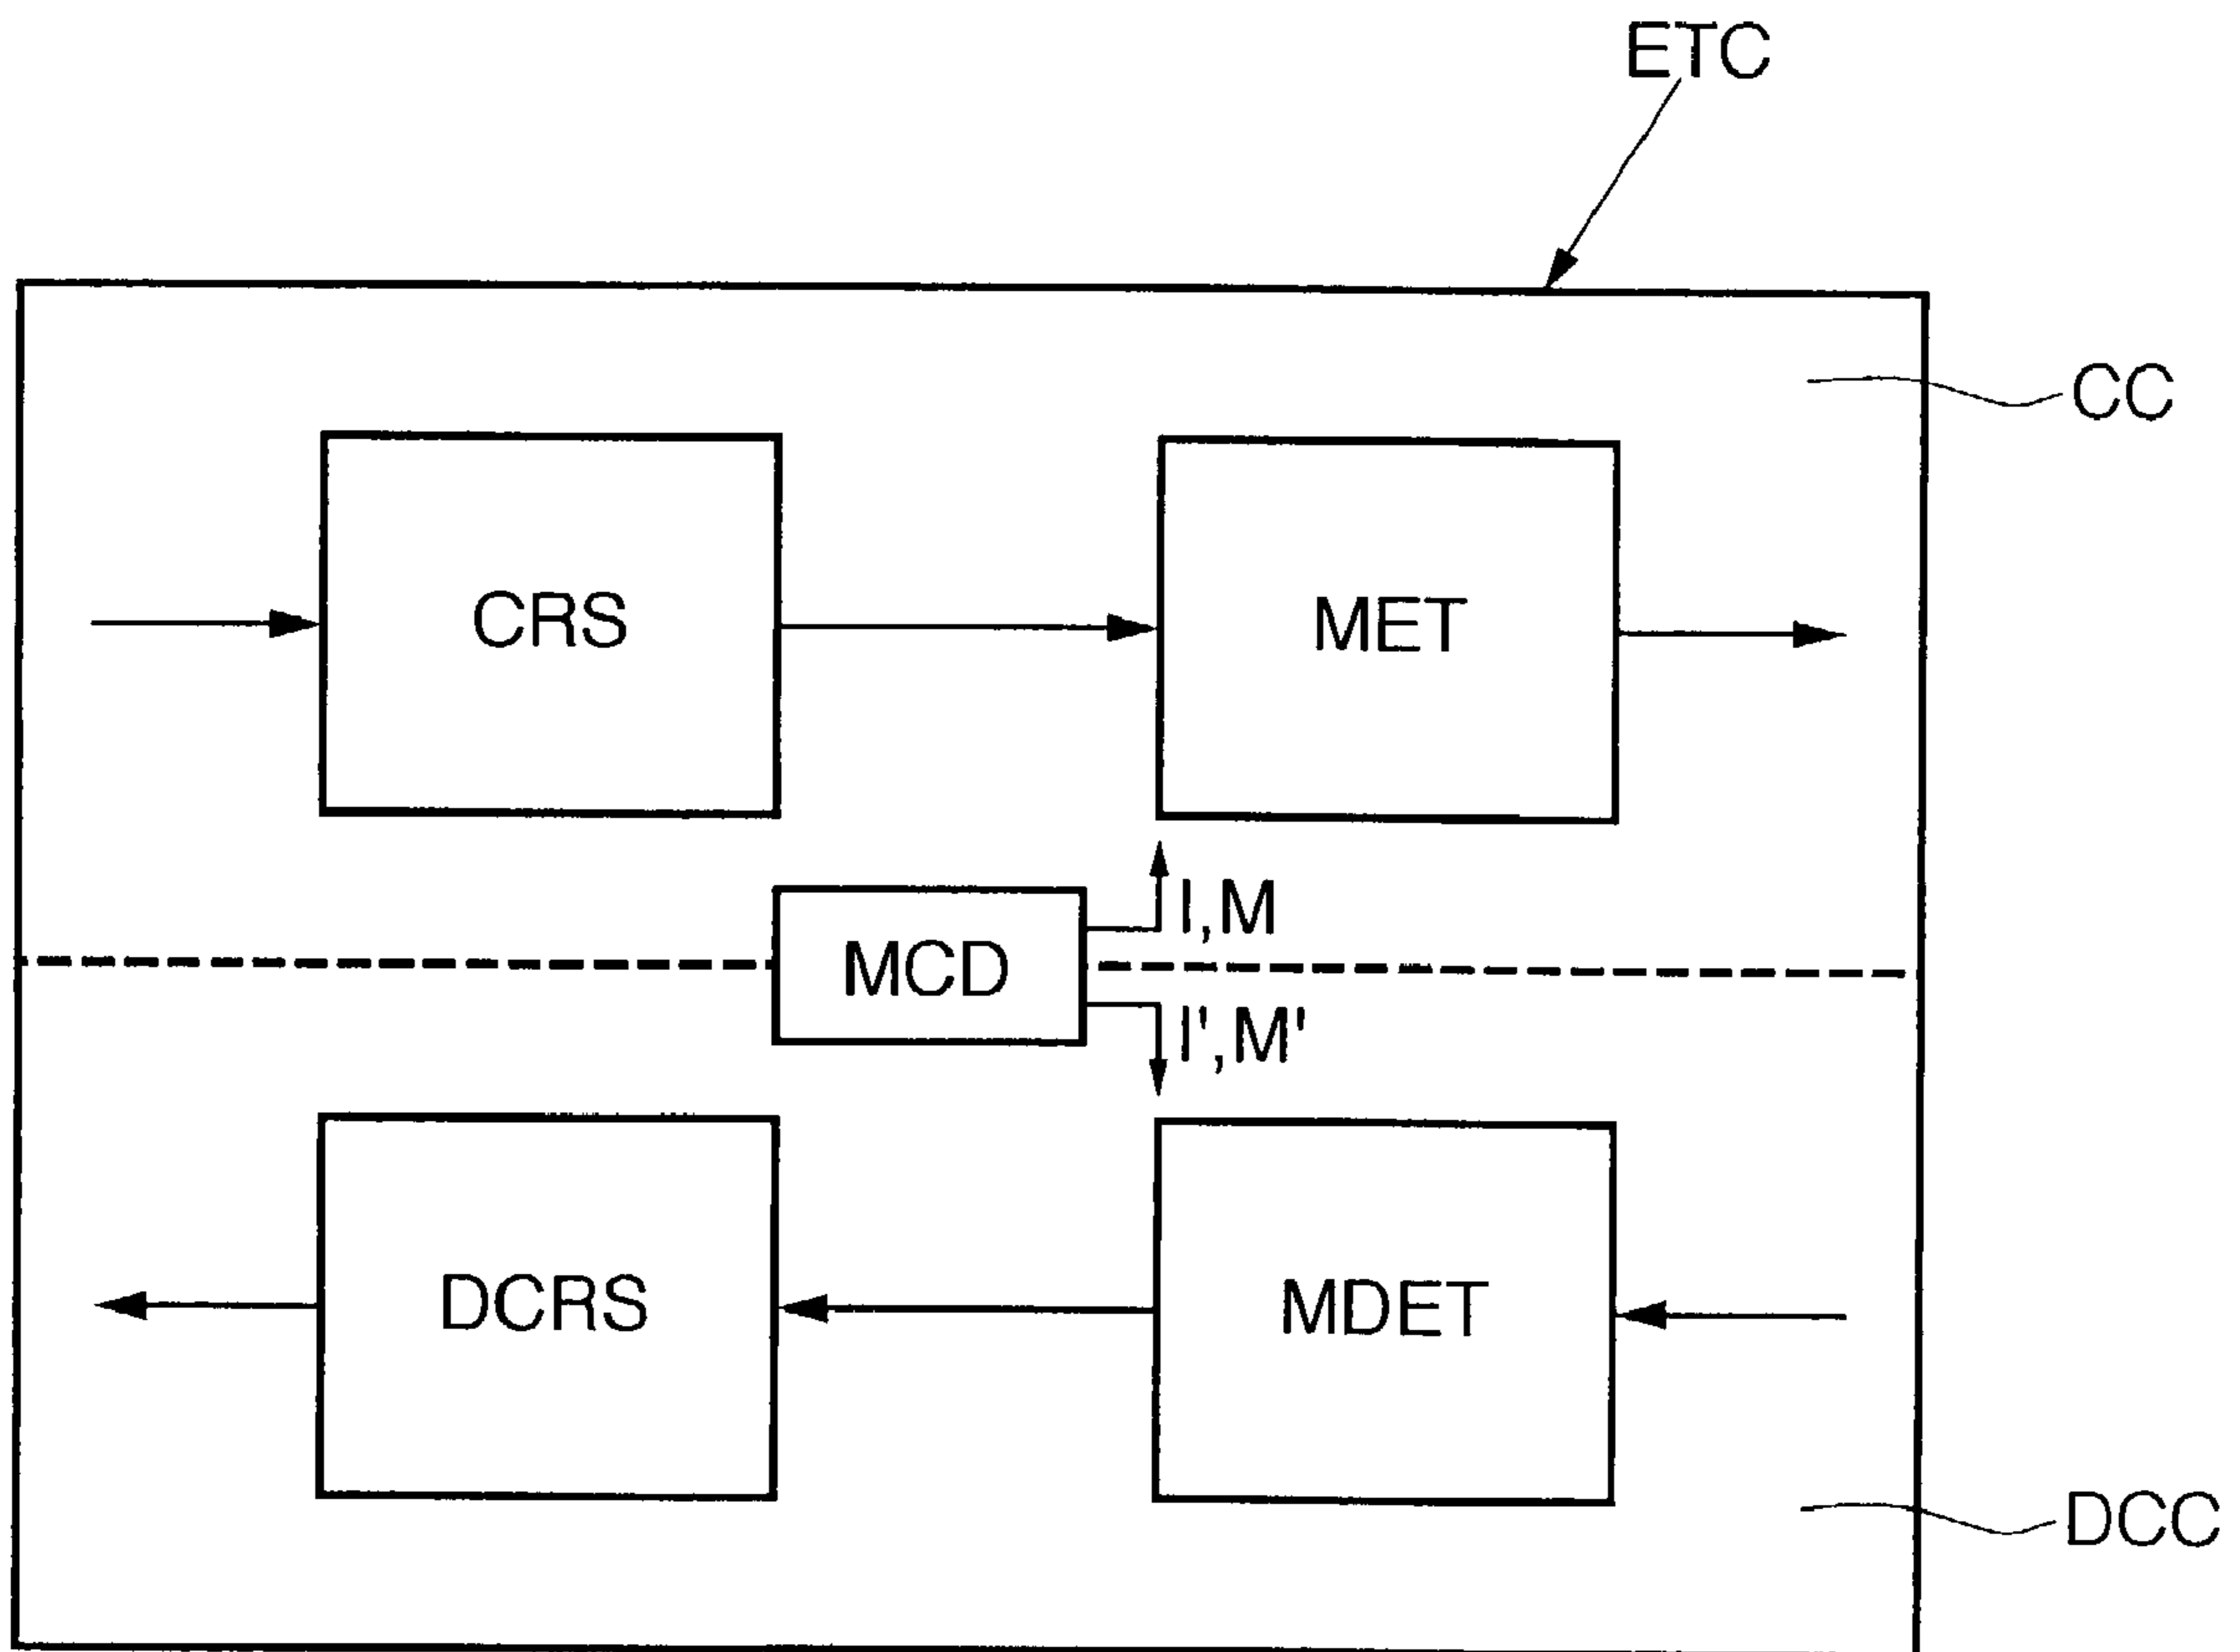 ETC
CC
CRS
MET
I,M
MCD
I',M'
DCRS
MDET
DCC